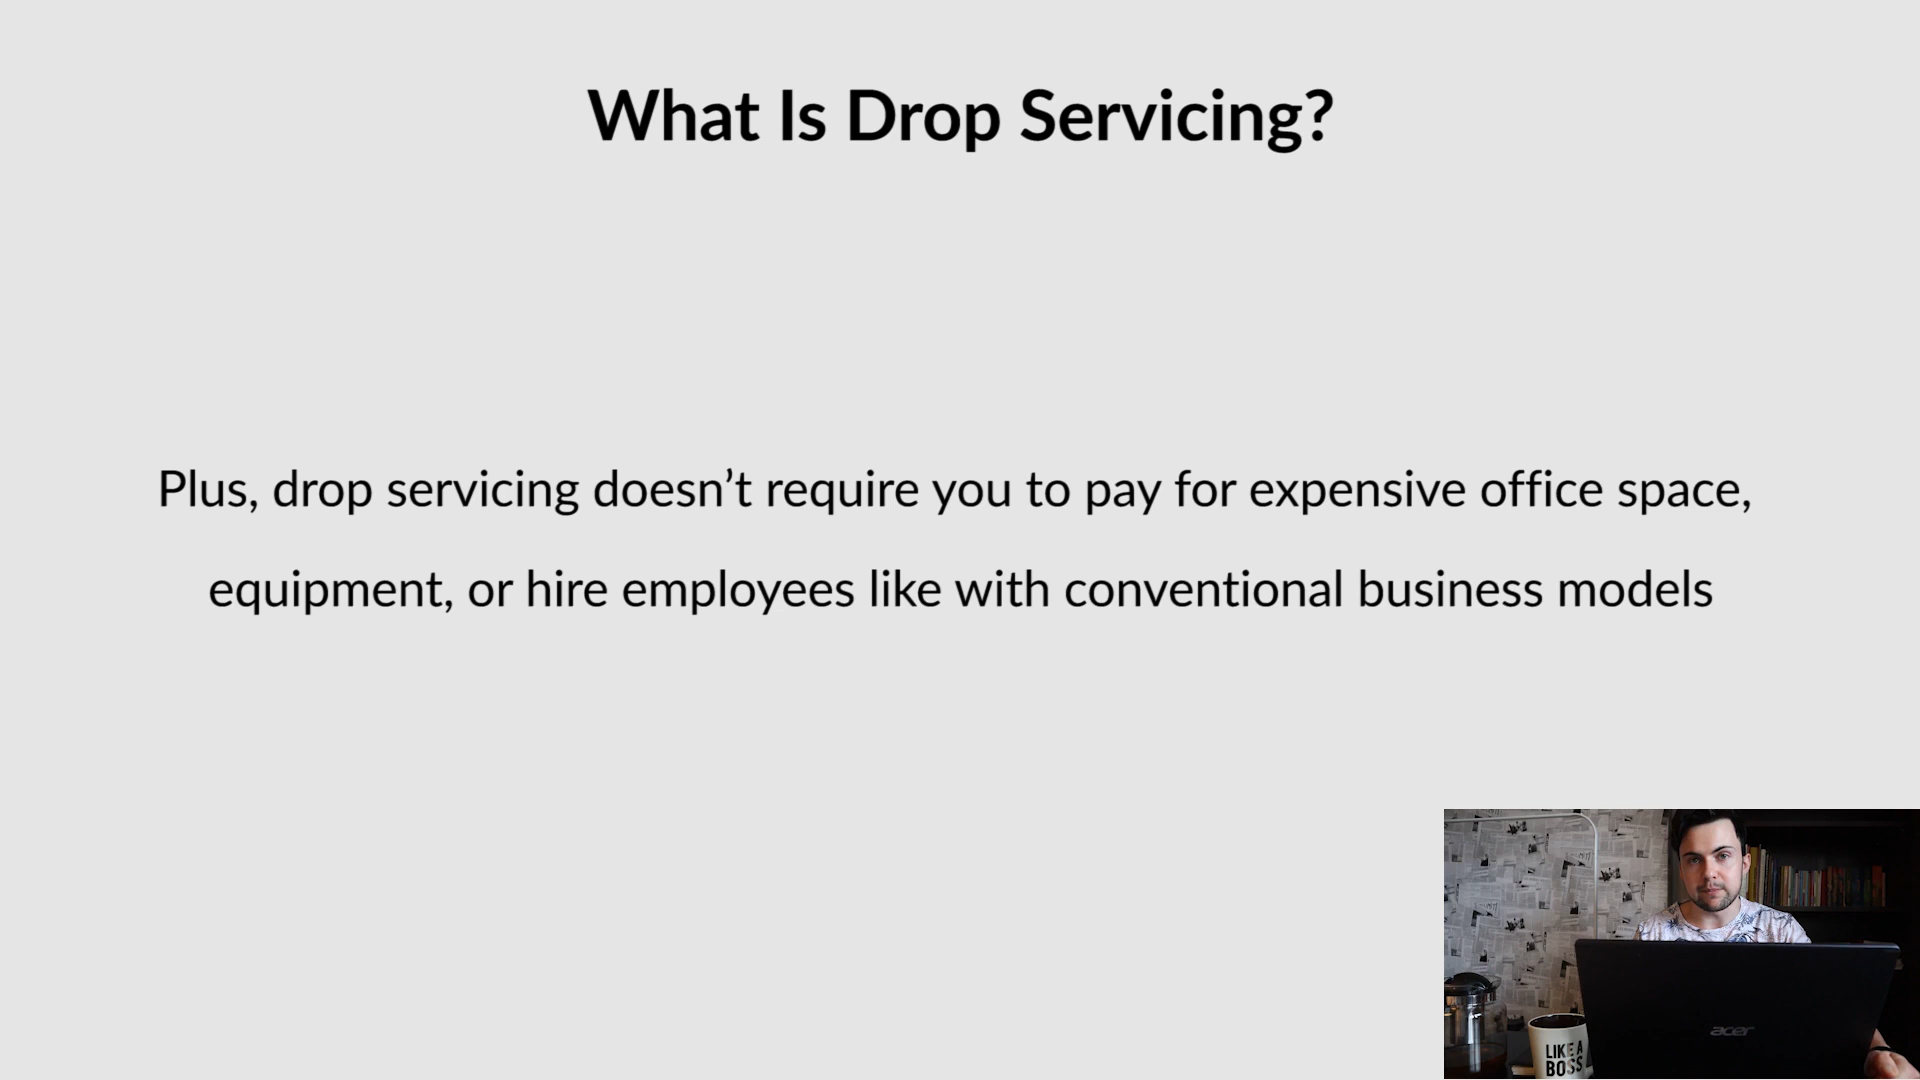 What Is Drop Servicing?
Plus, drop servicing doesn’t require you to pay for expensive office space,
equipment, or hire employees like with conventional business models
acer
LIKE A
BOSS